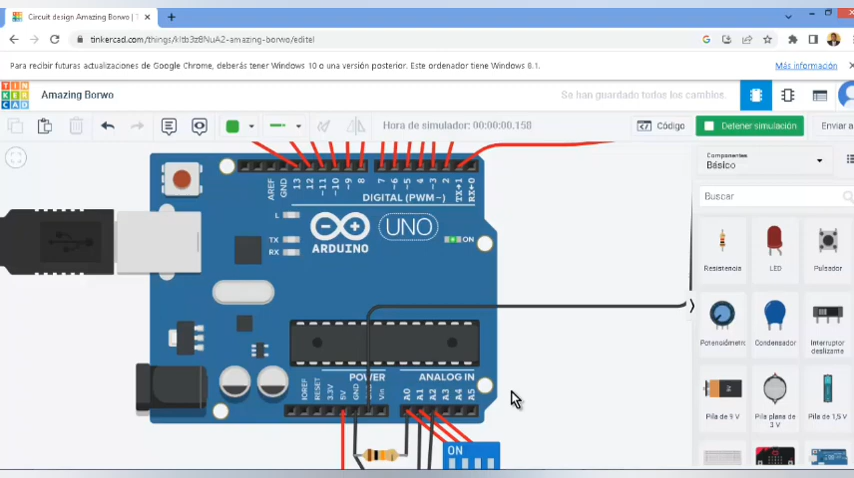 Circuit design Amazing Borwo | T
tinkercad.com/things/kltb3z8NuA2-amazing-borwo/editel
Para recibir futuras actualizaciones de Google Chrome, deberás tener Windows 10 o una versión posterior. Este ordenador tiene Windows 8.1.
Más información
TIN
KER
CAD
Amazing Borwo
Se han guardado todos los cambios.
Hora de simulador: 00:00:00.158
Código
Detener simulación
Enviar a
Componentes
Básico
Buscar
Resistencia
LED
Pulsador
Potenciómetro
Condensador
Interruptor
deslizante
Pila de 9 V
Pila plana de
3 V
Pila de 1,5 V
AREF
GND
13
12
~11
~10
~9
8
7
~6
~5
4
~3
2
TX→1
RX←0
DIGITAL (PWM~)
L
TX
RX
ARDUINO
UNO
ON
POWER
ANALOG IN
IOREF
RESET
3.3V
5V
GND
Vin
A0
A1
A2
A3
A4
A5
ON